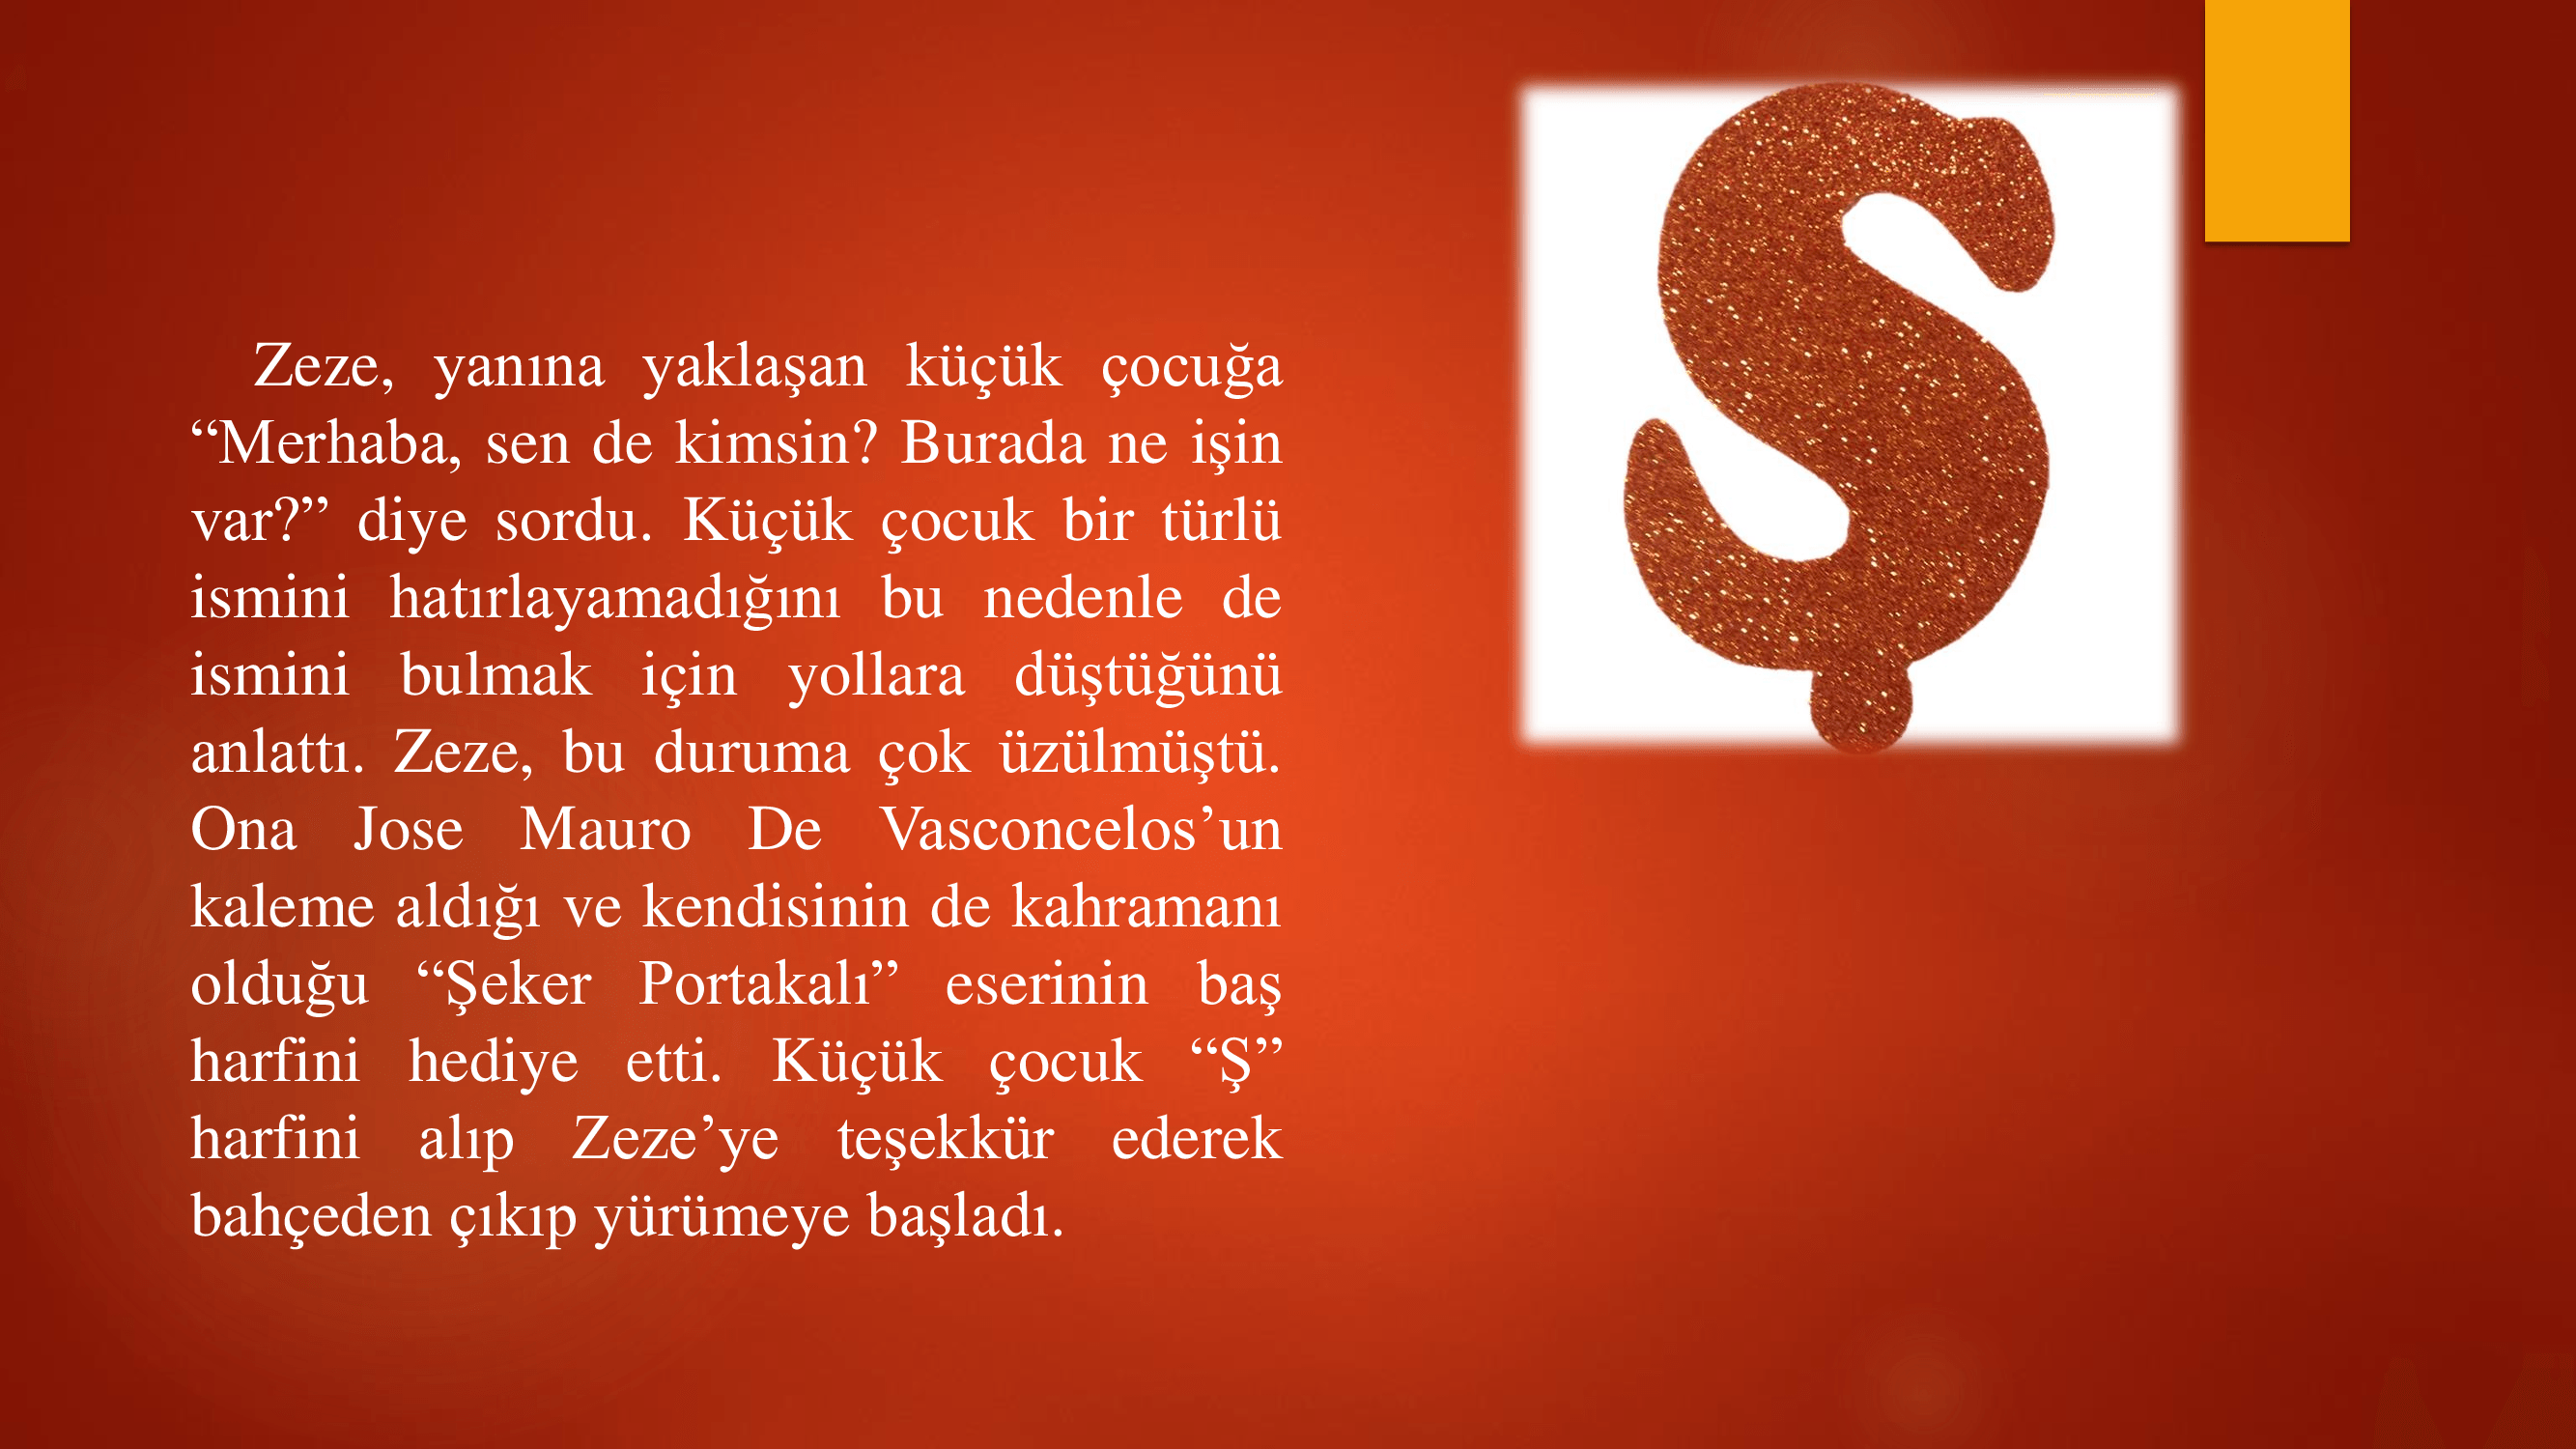 Zeze, yanına yaklaşan küçük çocuğa
“Merhaba, sen de kimsin? Burada ne işin
var?” diye sordu. Küçük çocuk bir türlü
ismini hatırlayamadığını bu nedenle de
ismini bulmak için yollara düştüğünü
anlattı. Zeze, bu duruma çok üzülmüştü.
Ona Jose Mauro De Vasconcelos’un
kaleme aldığı ve kendisinin de kahramanı
olduğu “Şeker Portakalı” eserinin baş
harfini hediye etti. Küçük çocuk “Ş”
harfini alıp Zeze’ye teşekkür ederek
bahçeden çıkıp yürümeye başladı.
Ş